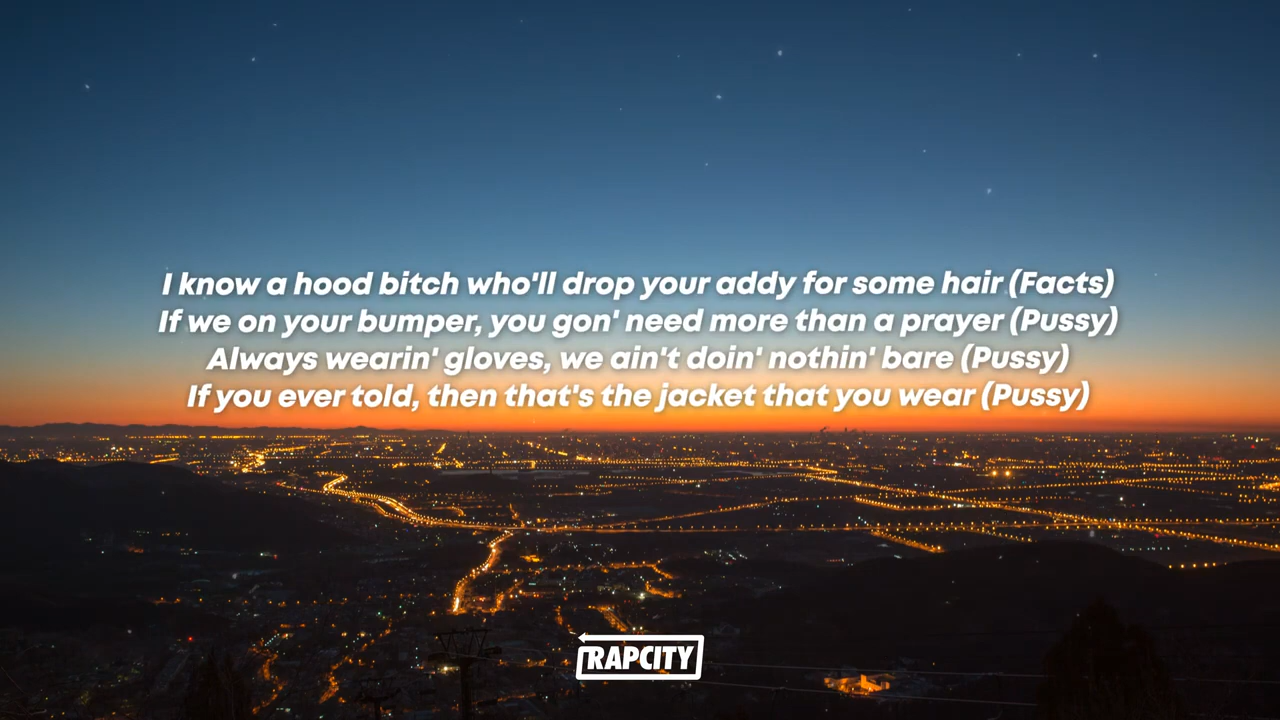 I know a hood bitch who'll drop your addy for some hair (Facts)
If we on your bumper, you gon' need more than a prayer (Pussy)
Always wearin' gloves, we ain't doin' nothin' bare (Pussy)
If you ever told, then that's the jacket that you wear (Pussy)
RAPCITY